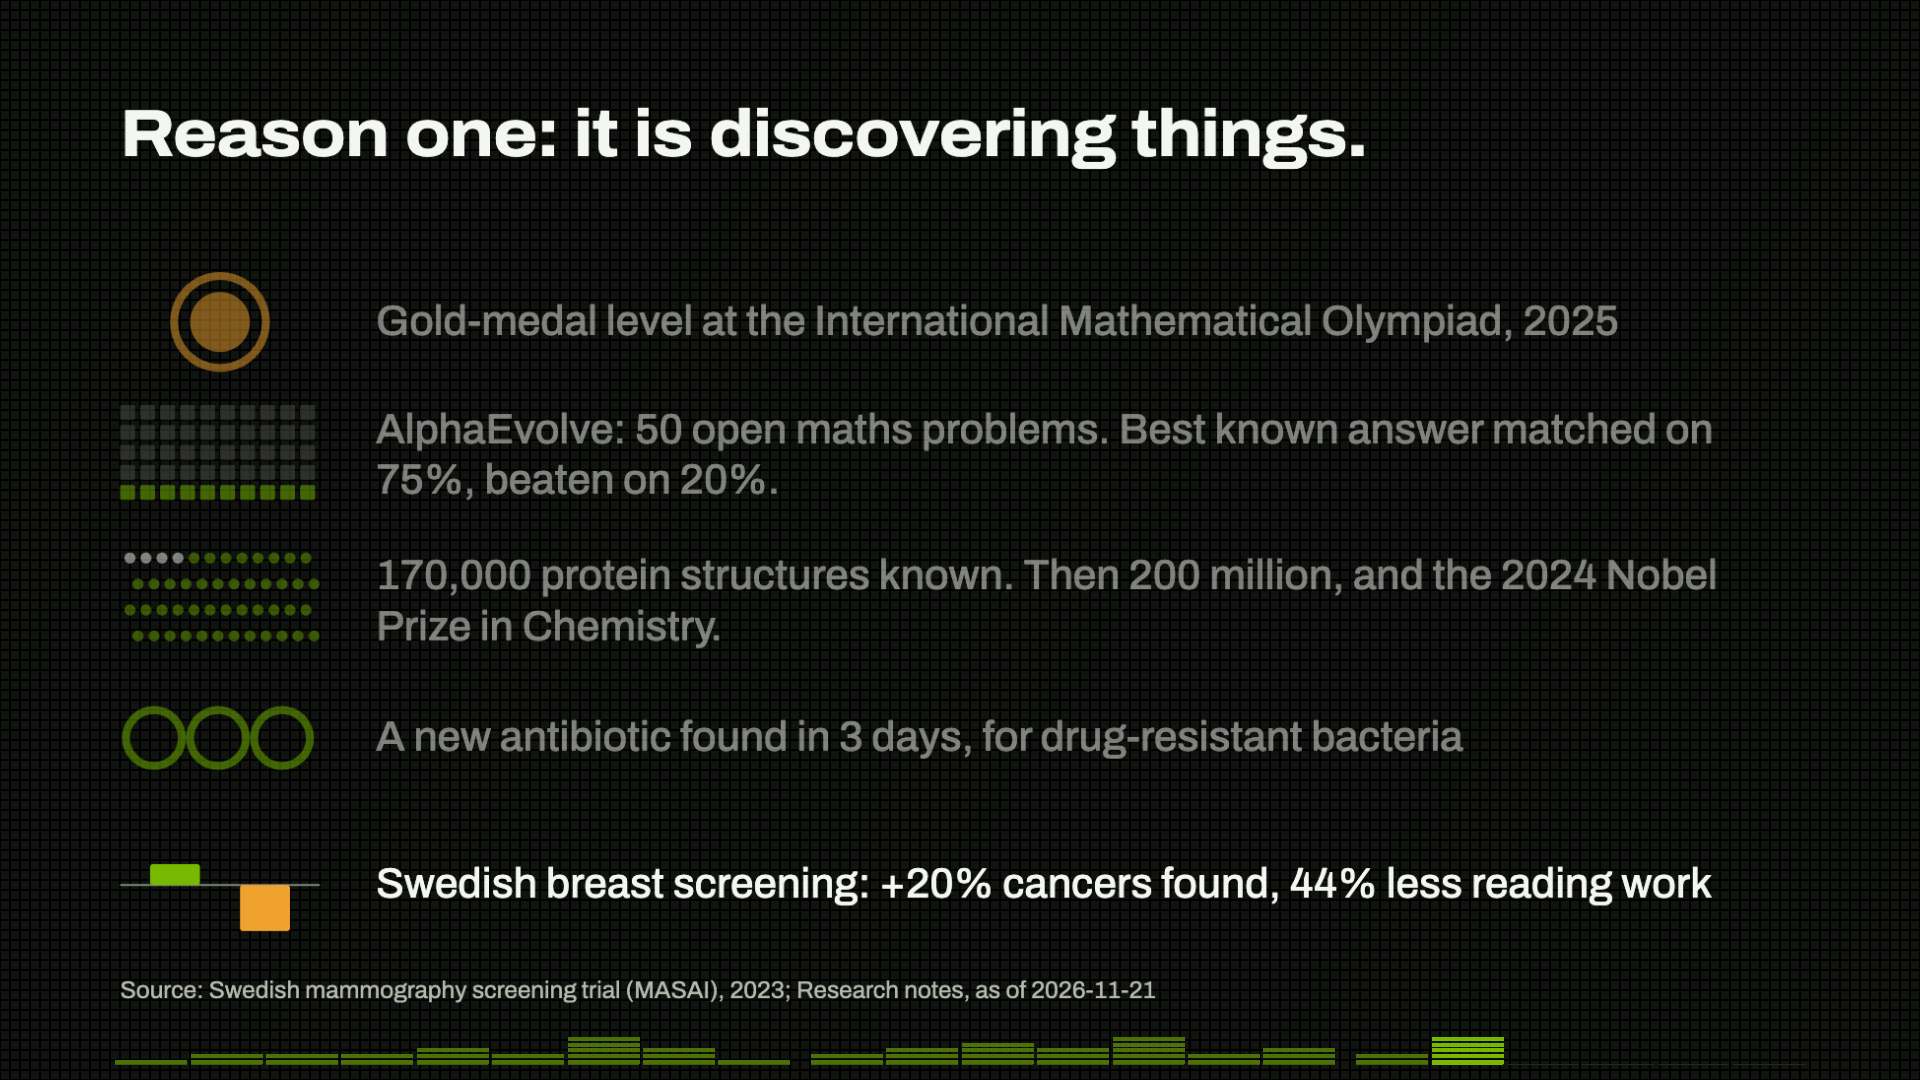 Reason one: it is discovering things.
Gold-medal level at the International Mathematical Olympiad, 2025
AlphaEvolve: 50 open maths problems. Best known answer matched on
75%, beaten on 20%.
170,000 protein structures known. Then 200 million, and the 2024 Nobel
Prize in Chemistry.
A new antibiotic found in 3 days, for drug-resistant bacteria
Swedish breast screening: +20% cancers found, 44% less reading work
Source: Swedish mammography screening trial (MASAI), 2023; Research notes, as of 2026-11-21